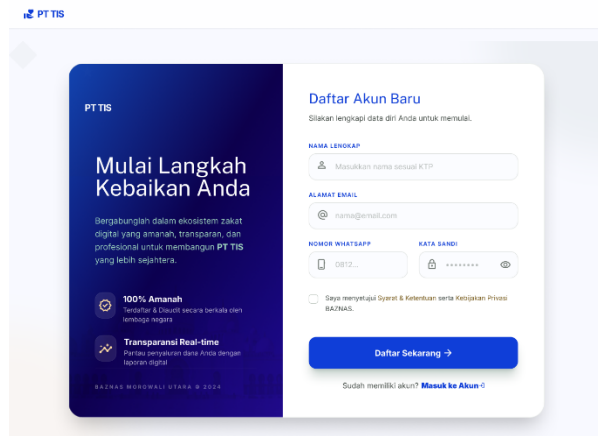 PT TIS
PT TIS
Mulai Langkah
Kebaikan Anda
Bergabunglah dalam ekosistem zakat
digital yang amanah, transparan, dan
profesional untuk membangun PT TIS
yang lebih sejahtera.
100% Amanah
Terdaftar & Diaudit secara berkala oleh
lembaga negara
Transparansi Real-time
Pantau penyaluran dana Anda dengan
laporan digital
BAZNAS MOROWALI UTARA © 2024
Daftar Akun Baru
Silakan lengkapi data diri Anda untuk memulai.
NAMA LENGKAP
Masukkan nama sesuai KTP
ALAMAT EMAIL
nama@email.com
NOMOR WHATSAPP
KATA SANDI
0812...
••••••••
Saya menyetujui Syarat & Ketentuan serta Kebijakan Privasi
BAZNAS.
Daftar Sekarang →
Sudah memiliki akun? Masuk ke Akun